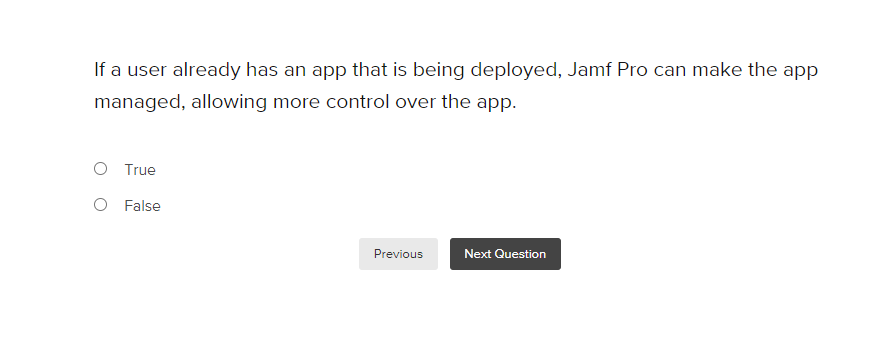 If a user already has an app that is being deployed, Jamf Pro can make the app
managed, allowing more control over the app.
True
False
Previous
Next Question